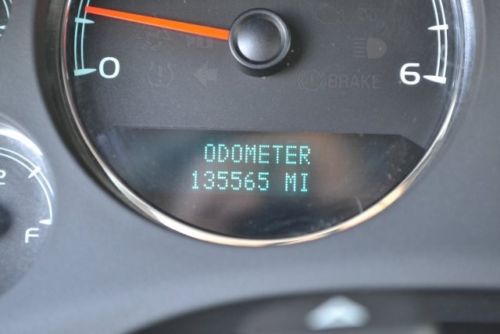 0
6
BRAKE
ODOMETER
135565 MI
F